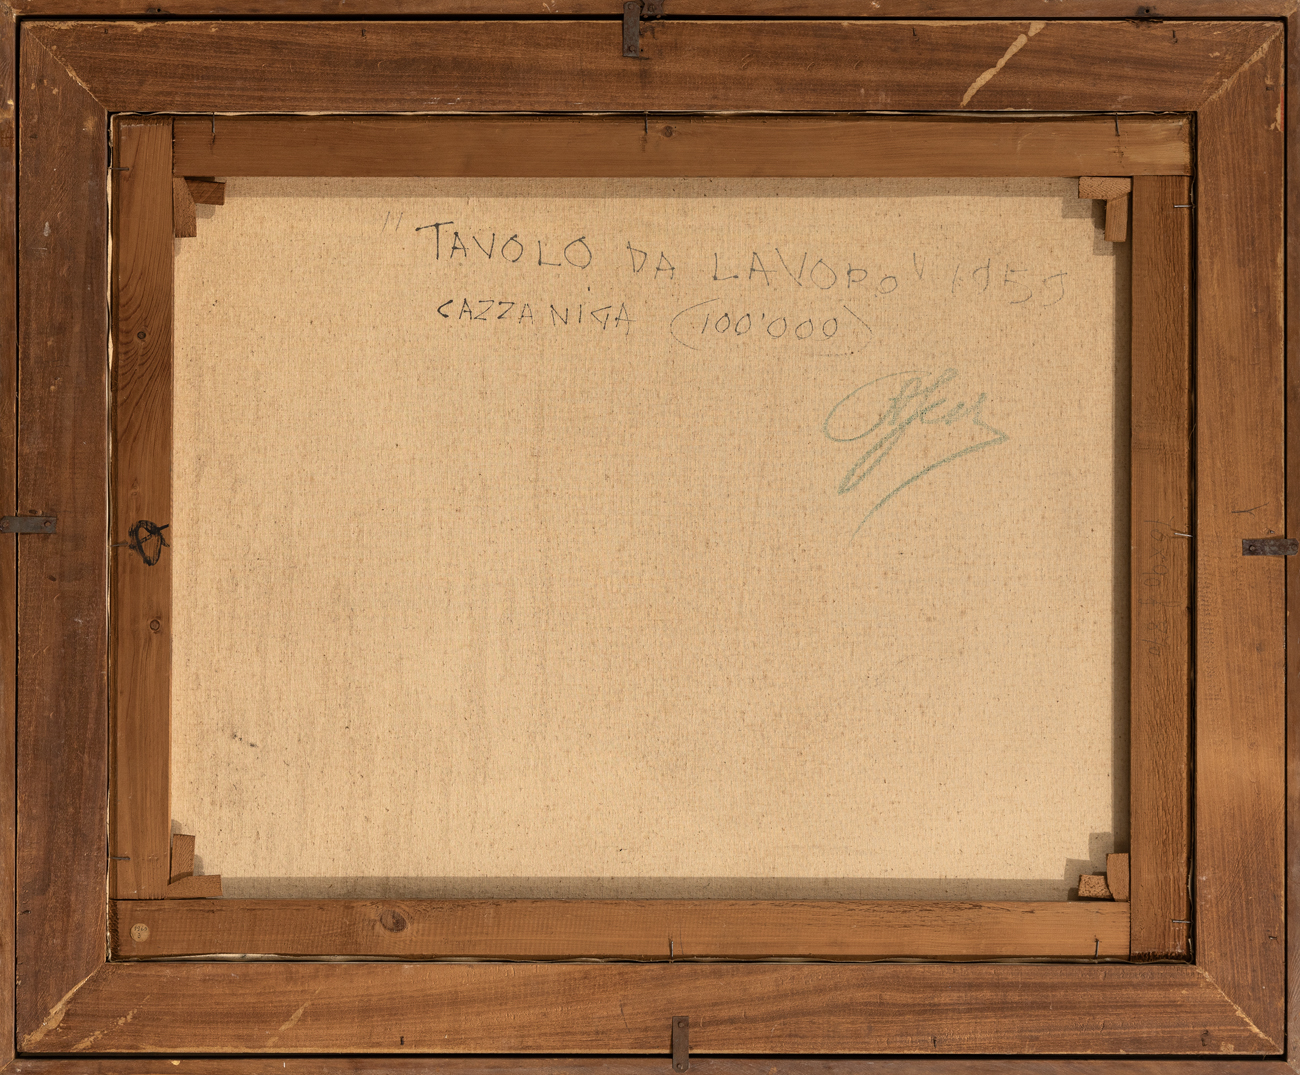 "TAVOLO DA LAVORO" 1959
CAZZANIGA (100'000)